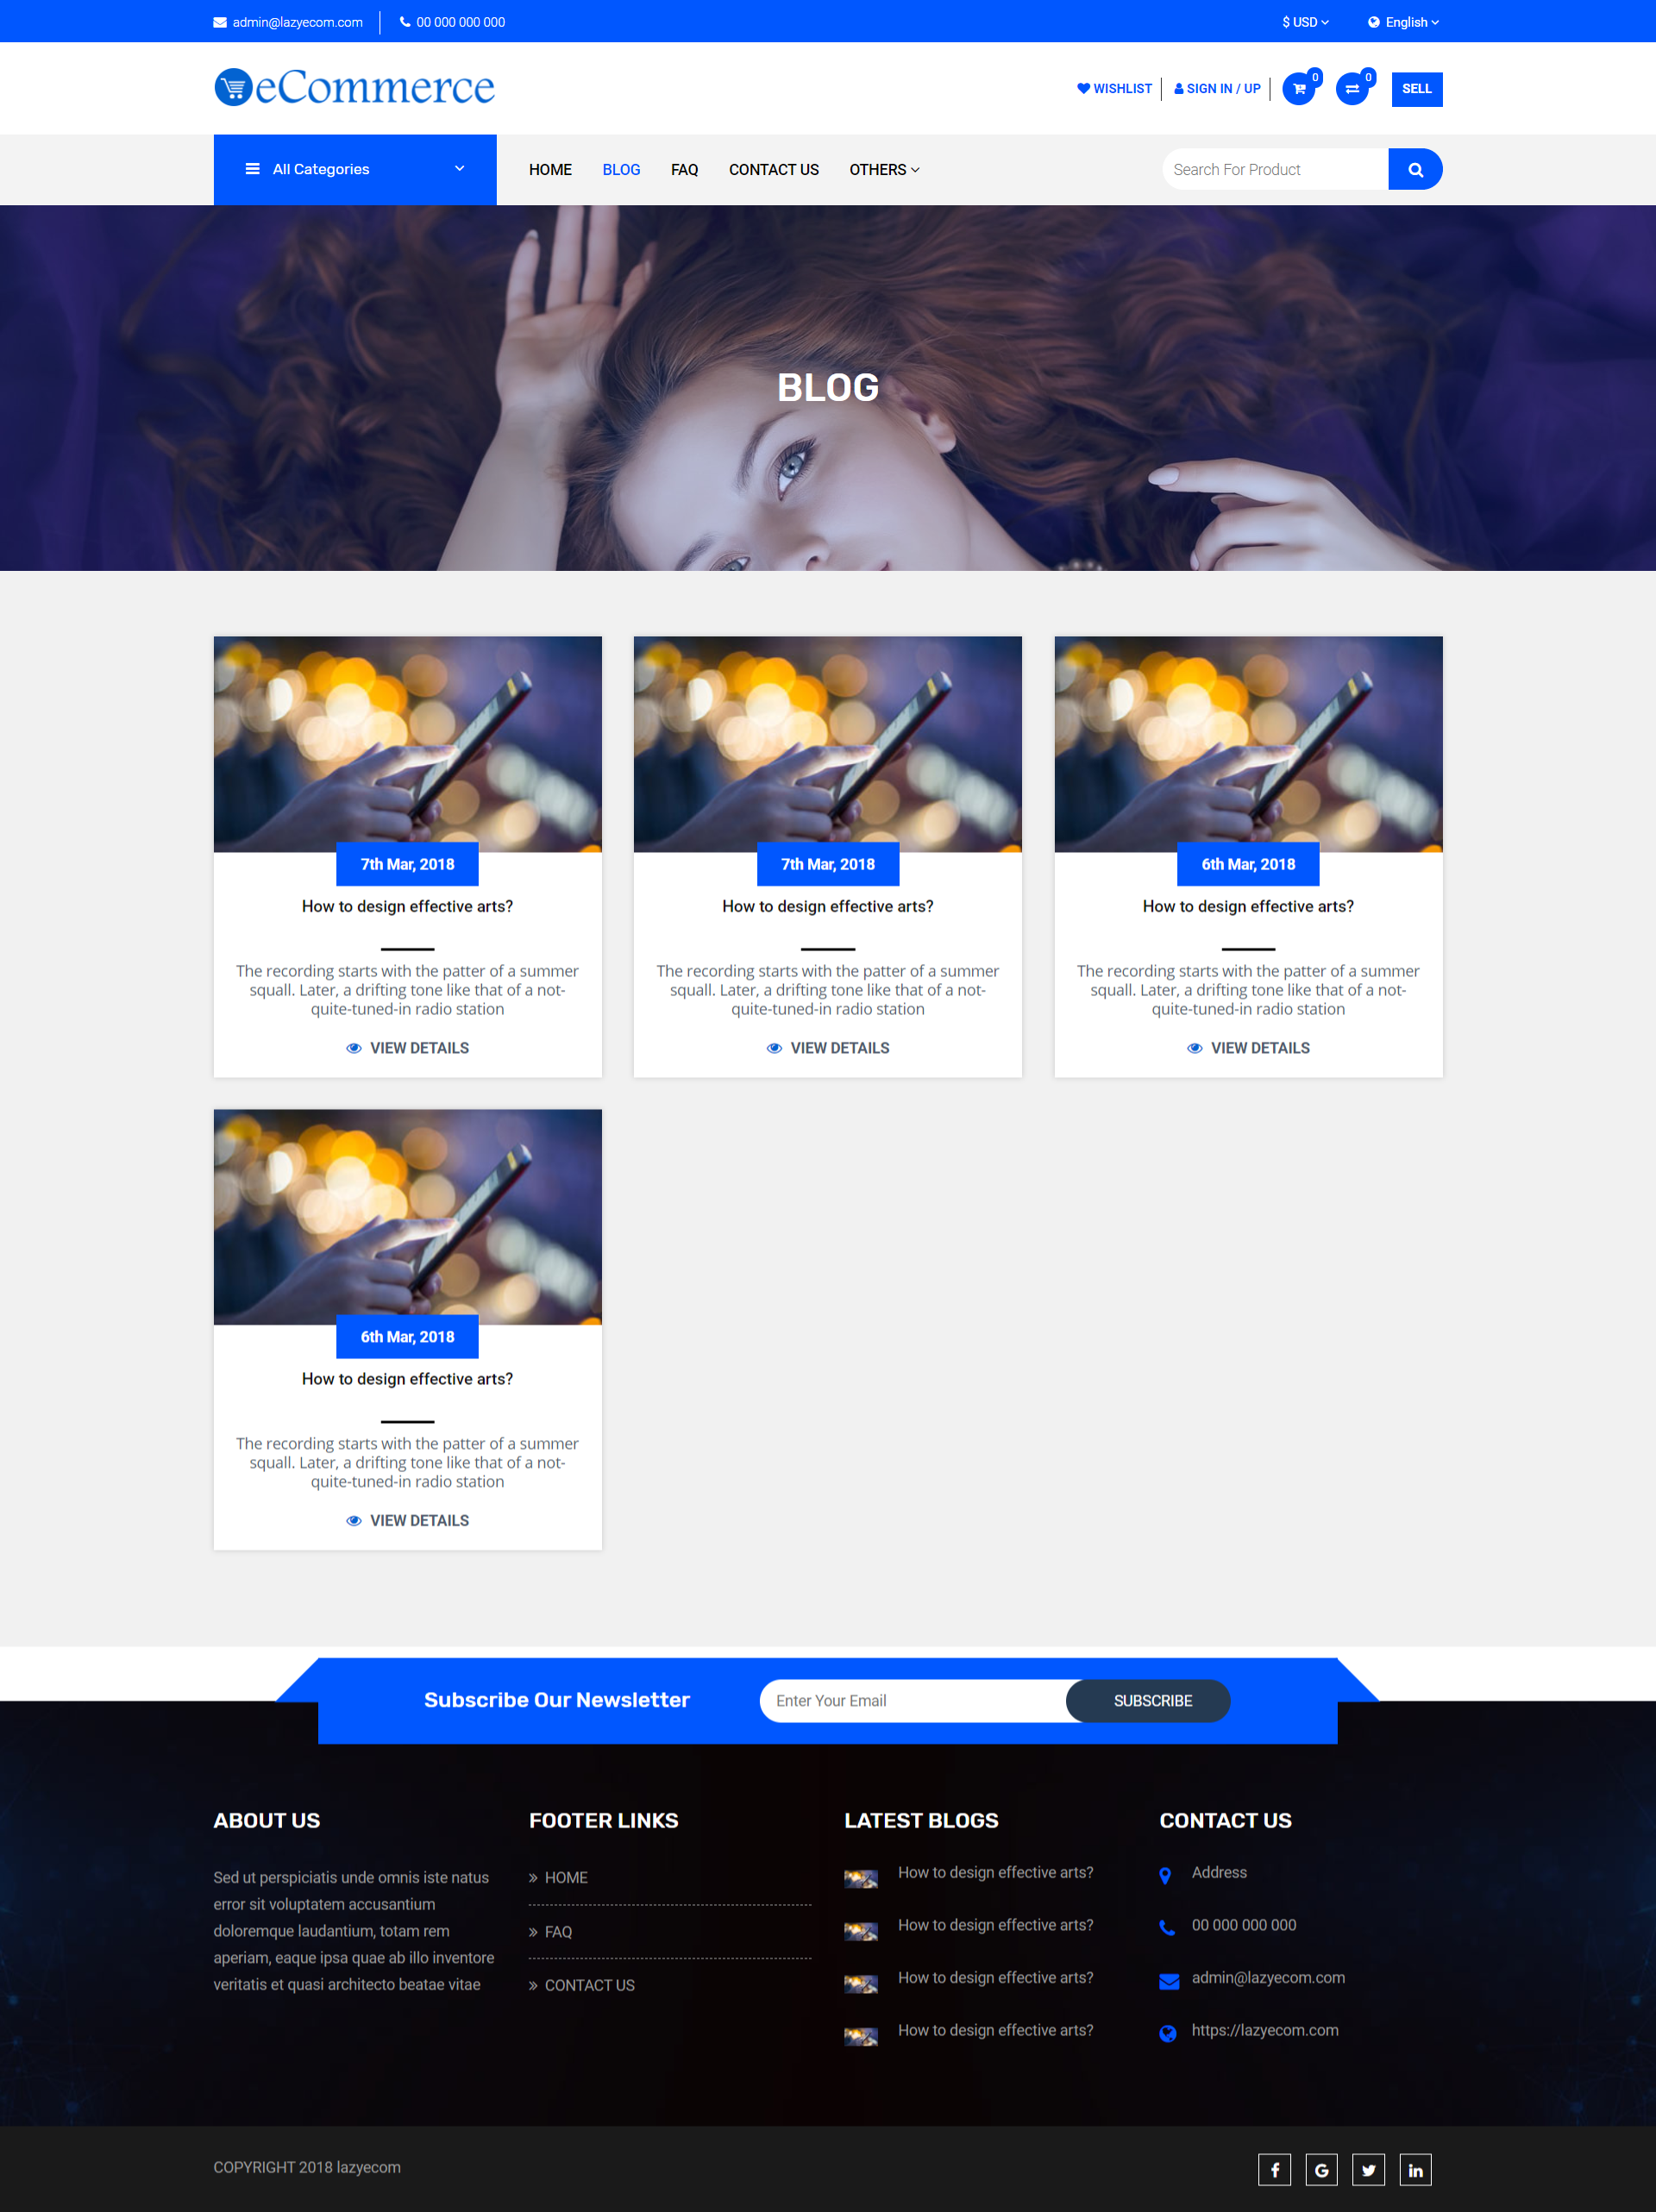 admin@lazyecom.com
00 000 000 000
$ USD
English
eCommerce
WISHLIST
SIGN IN / UP
0
0
SELL
All Categories
HOME
BLOG
FAQ
CONTACT US
OTHERS
Search For Product
BLOG
7th Mar, 2018
How to design effective arts?
The recording starts with the patter of a summer
squall. Later, a drifting tone like that of a not-
quite-tuned-in radio station
VIEW DETAILS
7th Mar, 2018
How to design effective arts?
The recording starts with the patter of a summer
squall. Later, a drifting tone like that of a not-
quite-tuned-in radio station
VIEW DETAILS
6th Mar, 2018
How to design effective arts?
The recording starts with the patter of a summer
squall. Later, a drifting tone like that of a not-
quite-tuned-in radio station
VIEW DETAILS
6th Mar, 2018
How to design effective arts?
The recording starts with the patter of a summer
squall. Later, a drifting tone like that of a not-
quite-tuned-in radio station
VIEW DETAILS
Subscribe Our Newsletter
Enter Your Email
SUBSCRIBE
ABOUT US
Sed ut perspiciatis unde omnis iste natus
error sit voluptatem accusantium
doloremque laudantium, totam rem
aperiam, eaque ipsa quae ab illo inventore
veritatis et quasi architecto beatae vitae
FOOTER LINKS
HOME
FAQ
CONTACT US
LATEST BLOGS
How to design effective arts?
How to design effective arts?
How to design effective arts?
How to design effective arts?
CONTACT US
Address
00 000 000 000
admin@lazyecom.com
https://lazyecom.com
COPYRIGHT 2018 lazyecom